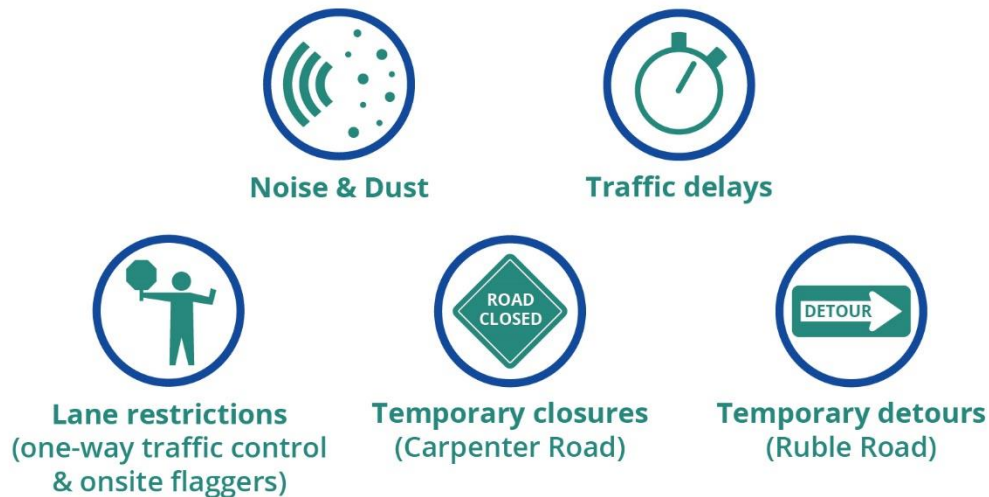 Noise & Dust
Traffic delays
ROAD
CLOSED
DETOUR
Lane restrictions
(one-way traffic control
& onsite flaggers)
Temporary closures
(Carpenter Road)
Temporary detours
(Ruble Road)